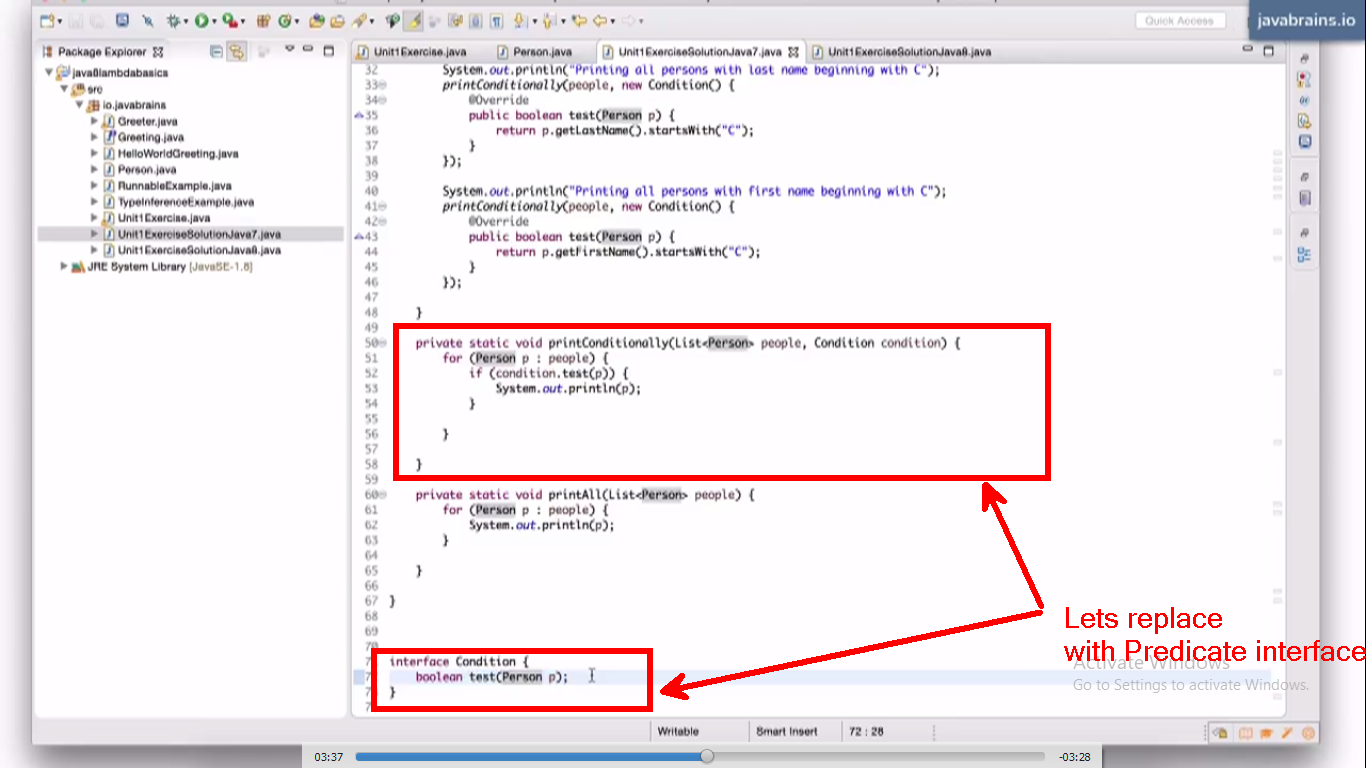 Quick Access
javabrains.io
Package Explorer
Unit1Exercise.java
Person.java
Unit1ExerciseSolutionJava7.java
Unit1ExerciseSolutionJava8.java
java8lambdabasics
src
io.javabrains
Greeter.java
Greeting.java
HelloWorldGreeting.java
Person.java
RunnableExample.java
TypeInferenceExample.java
Unit1Exercise.java
Unit1ExerciseSolutionJava7.java
Unit1ExerciseSolutionJava8.java
JRE System Library [JavaSE-1.8]
32 System.out.println("Printing all persons with last name beginning with C");
33 printConditionally(people, new Condition() {
34 @Override
35 public boolean test(Person p) {
36 return p.getLastName().startsWith("C");
37 }
38 });
39
40 System.out.println("Printing all persons with first name beginning with C");
41 printConditionally(people, new Condition() {
42 @Override
43 public boolean test(Person p) {
44 return p.getFirstName().startsWith("C");
45 }
46 });
47
48 }
49
50 private static void printConditionally(List<Person> people, Condition condition) {
51 for (Person p : people) {
52 if (condition.test(p)) {
53 System.out.println(p);
54 }
55
56 }
57
58 }
59
60 private static void printAll(List<Person> people) {
61 for (Person p : people) {
62 System.out.println(p);
63 }
64
65 }
66
67 }
68
69
70
7 interface Condition {
7 boolean test(Person p);
7 }
7
Lets replace
with Predicate interface
Activate Windows
Go to Settings to activate Windows.
Writable
Smart Insert
72 : 28
03:37
-03:28